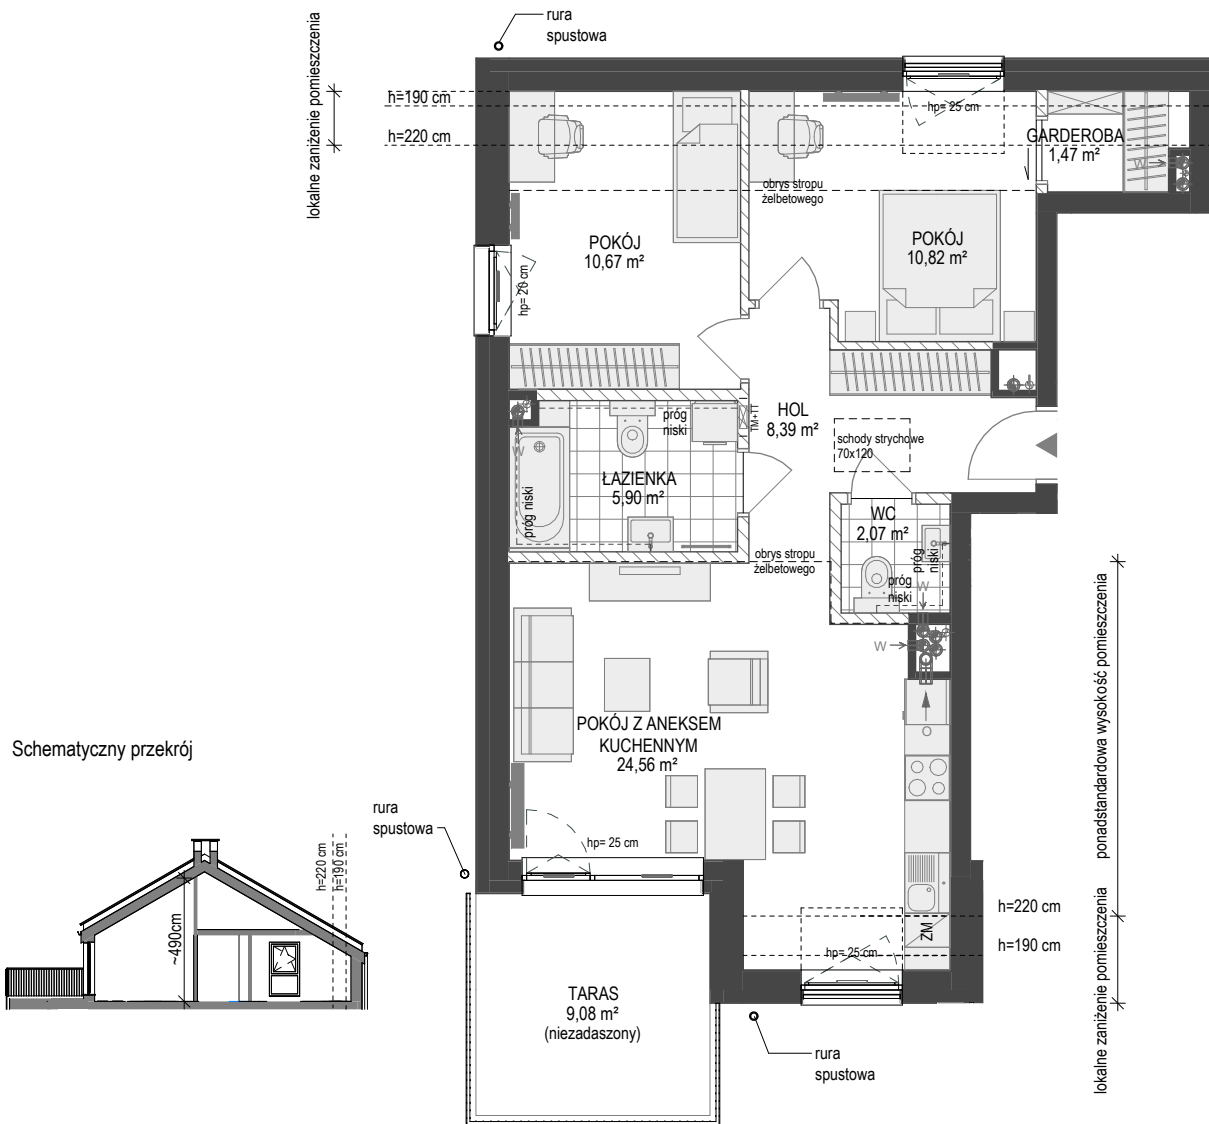 rura
spustowa
lokalne zaniżenie pomieszczenia
h=190 cm
h=220 cm
hp= 25 cm
GARDEROBA
1,47 m²
W
obrys stropu
żelbetowego
POKÓJ
10,67 m²
POKÓJ
10,82 m²
hp= 20 cm
próg
niski
TM+TT
HOL
8,39 m²
schody strychowe
70x120
W
ŁAZIENKA
5,90 m²
próg niski
WC
2,07 m²
próg
niski
próg
niski
W
W
obrys stropu
żelbetowego
ponadstandardowa wysokość pomieszczenia
POKÓJ Z ANEKSEM
KUCHENNYM
24,56 m²
Schematyczny przekrój
rura
spustowa
hp= 25 cm
h=220 cm
h=190 cm
~490cm
h=220 cm
h=190 cm
ZM
hp= 25 cm
lokalne zaniżenie pomieszczenia
TARAS
9,08 m²
(niezadaszony)
rura
spustowa